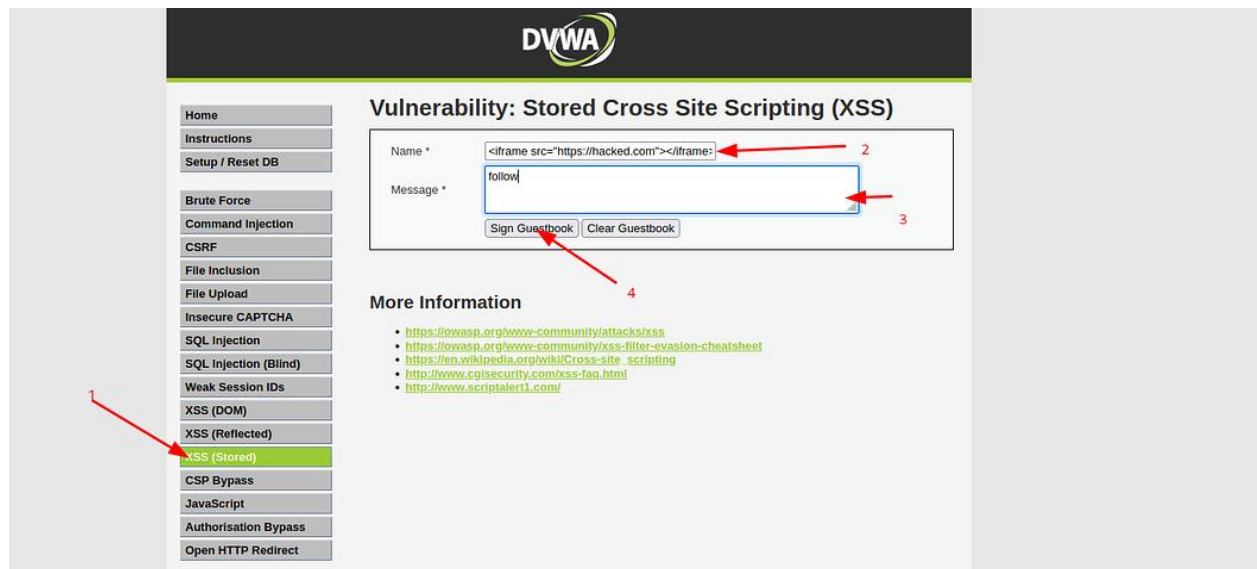 DVWA
Vulnerability: Stored Cross Site Scripting (XSS)
Home
Instructions
Setup / Reset DB
Brute Force
Command Injection
CSRF
File Inclusion
File Upload
Insecure CAPTCHA
SQL Injection
SQL Injection (Blind)
Weak Session IDs
XSS (DOM)
XSS (Reflected)
XSS (Stored)
CSP Bypass
JavaScript
Authorisation Bypass
Open HTTP Redirect
1
Name *
<iframe src="https://hacked.com"></iframe>
2
Message *
follow
3
Sign Guestbook
Clear Guestbook
4
More Information
https://owasp.org/www-community/attacks/xss
https://owasp.org/www-community/xss-filter-evasion-cheatsheet
https://en.wikipedia.org/wiki/Cross-site_scripting
http://www.cgisecurity.com/xss-faq.html
http://www.scriptalert1.com/